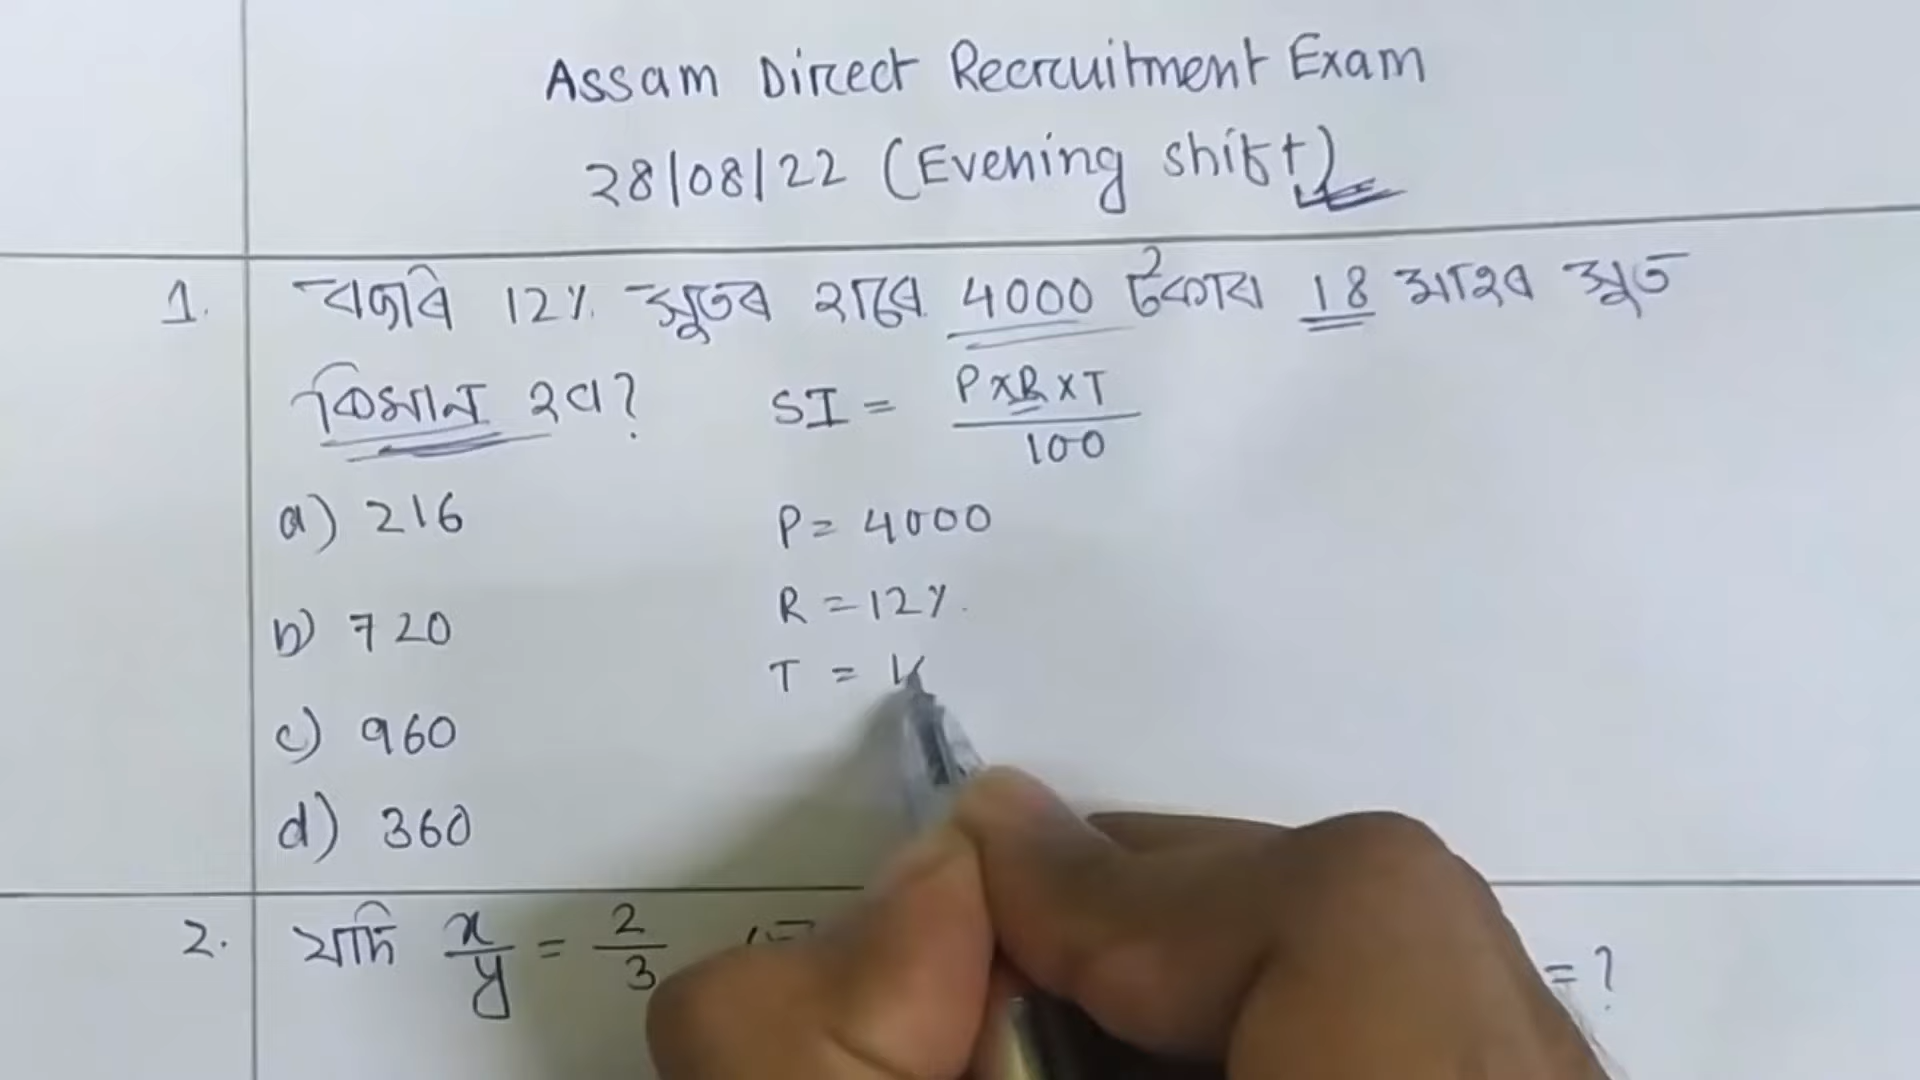 Assam Direct Recruitment Exam
28/08/22 (Evening shift)
1. বছৰি 12% সুতৰ হাৰে 4000 টকাৰ 18 মাহৰ সুত
কিমান হব?
SI = P×R×T / 100
a) 216
P = 4000
b) 720
R = 12%.
T =
c) 960
d) 360
2. যদি x/y = 2/3
= ?